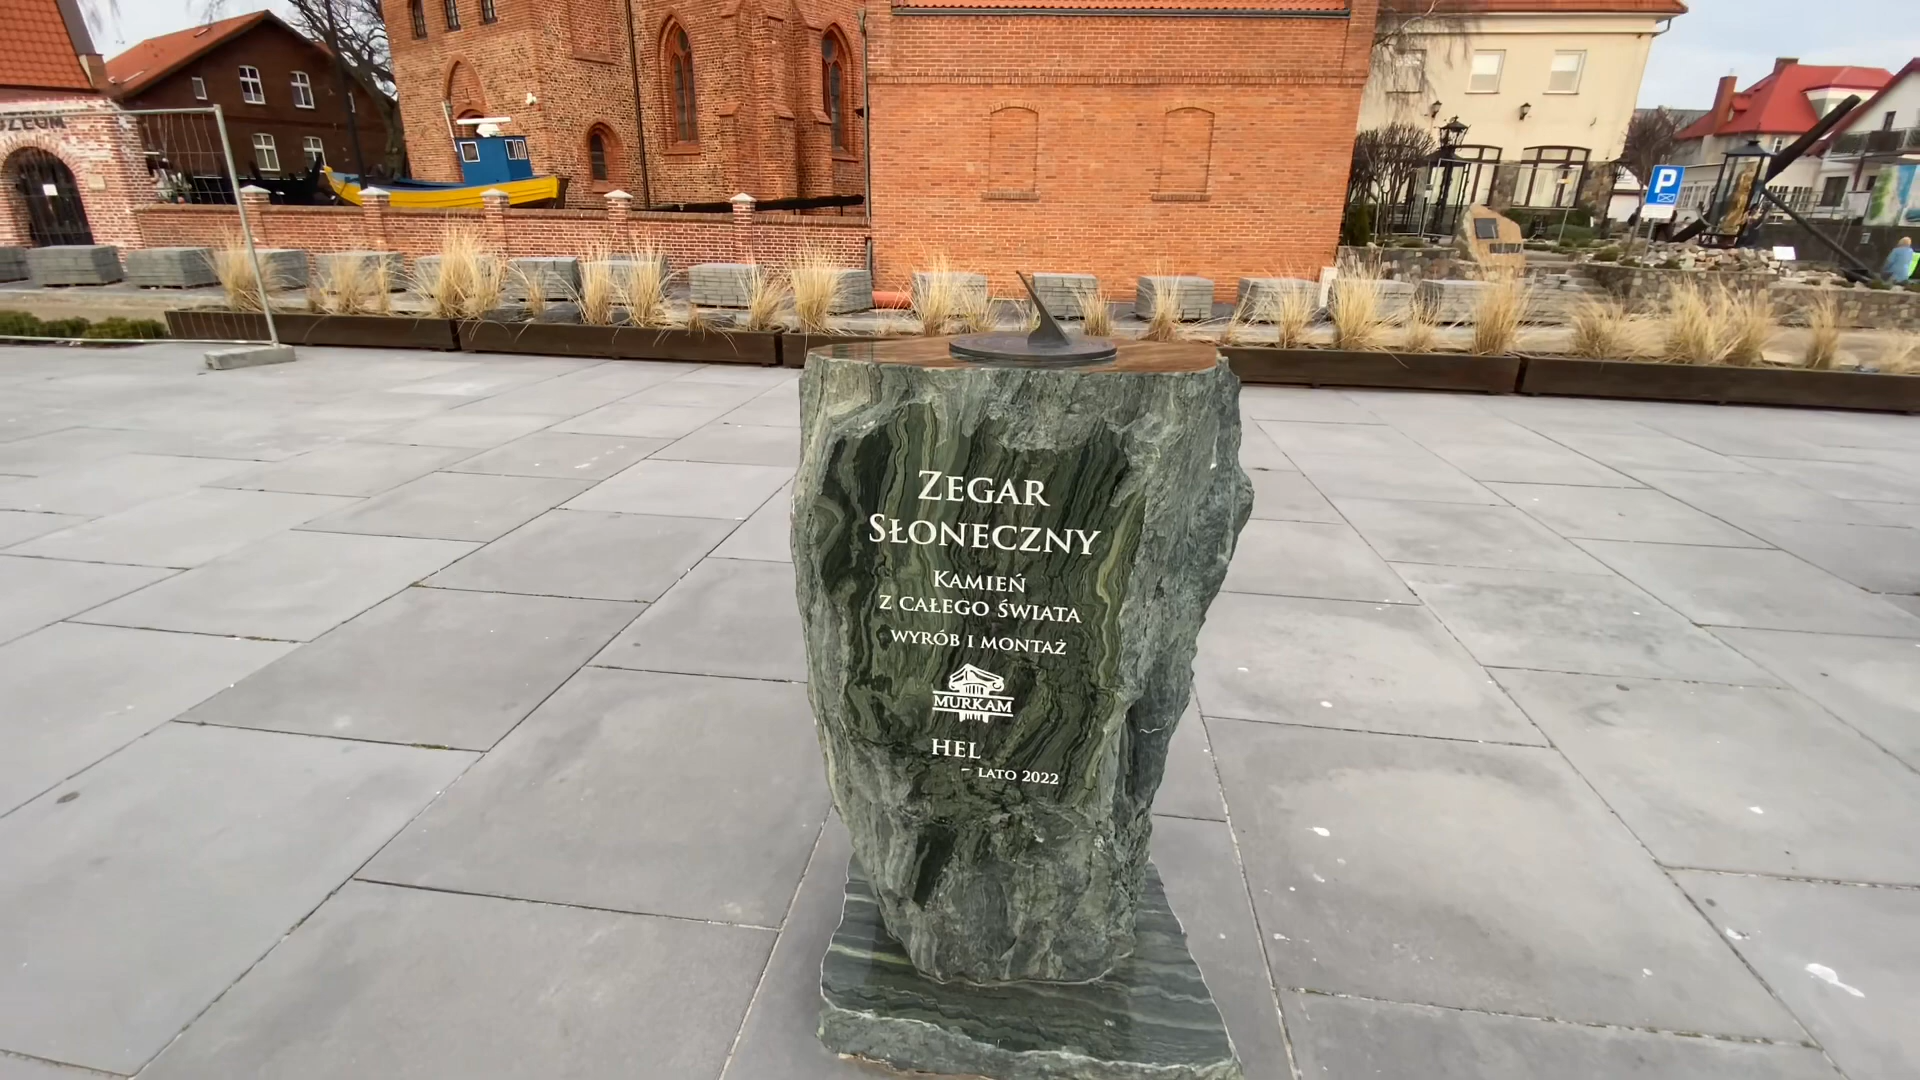 ZEGAR
SŁONECZNY
KAMIEŃ
Z CAŁEGO ŚWIATA
WYRÓB I MONTAŻ
MURKAM
HEL
– LATO 2022
P